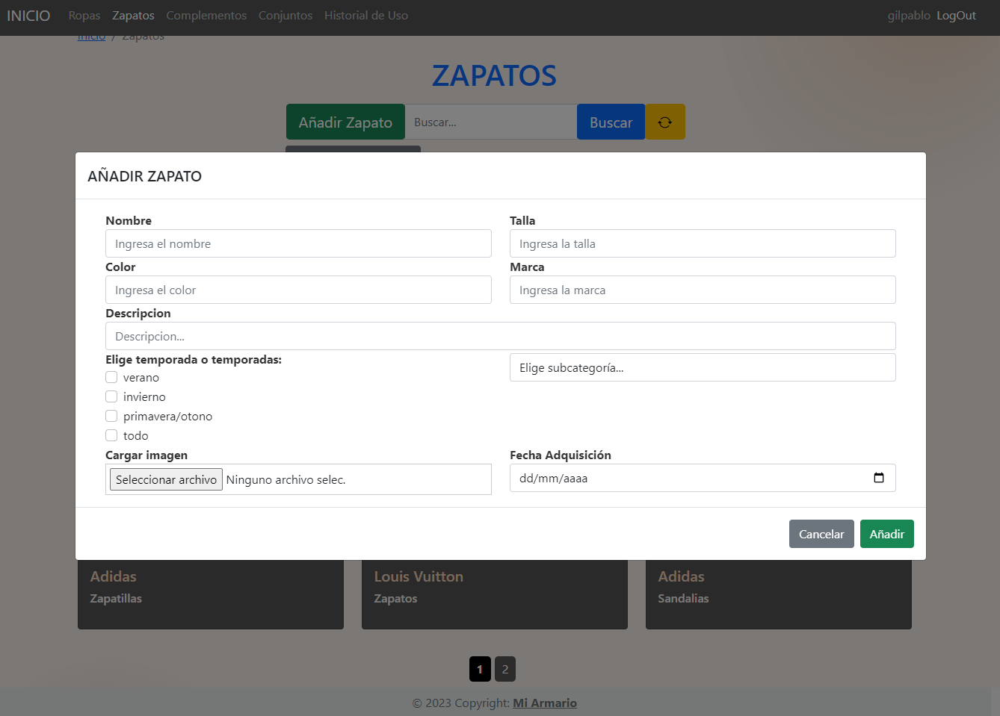 INICIO Ropas Zapatos Complementos Conjuntos Historial de Uso gilpablo LogOut
Inicio / Zapatos
ZAPATOS
Añadir Zapato Buscar... Buscar
AÑADIR ZAPATO
Nombre Talla
Ingresa el nombre Ingresa la talla
Color Marca
Ingresa el color Ingresa la marca
Descripcion
Descripcion...
Elige temporada o temporadas: Elige subcategoría...
verano
invierno
primavera/otono
todo
Cargar imagen Fecha Adquisición
Seleccionar archivo Ninguno archivo selec. dd/mm/aaaa
Cancelar Añadir
Adidas Louis Vuitton Adidas
Zapatillas Zapatos Sandalias
1 2
© 2023 Copyright: Mi Armario